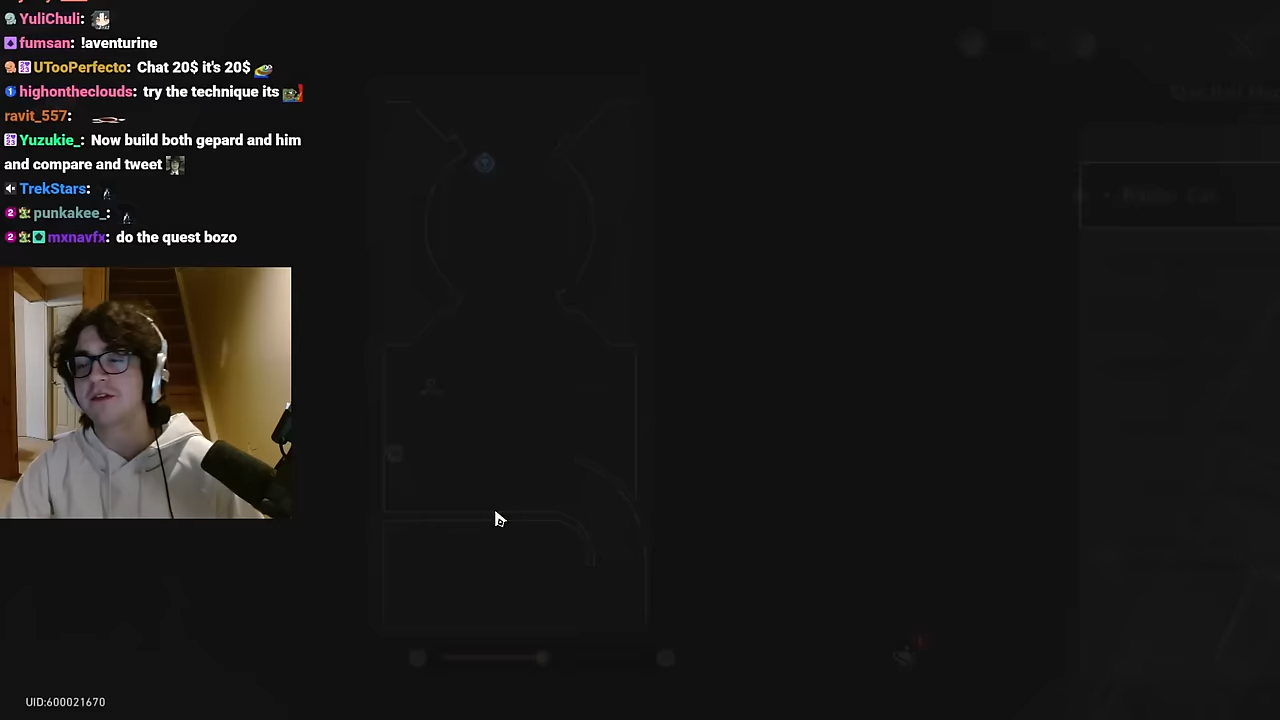 YuliChuli:
fumsan: !aventurine
UTooPerfecto: Chat 20$ it's 20$
highontheclouds: try the technique its
ravit_557:
Yuzukie_: Now build both gepard and him
and compare and tweet
TrekStars:
punkakee_:
mxnavfx: do the quest bozo
UID:600021670